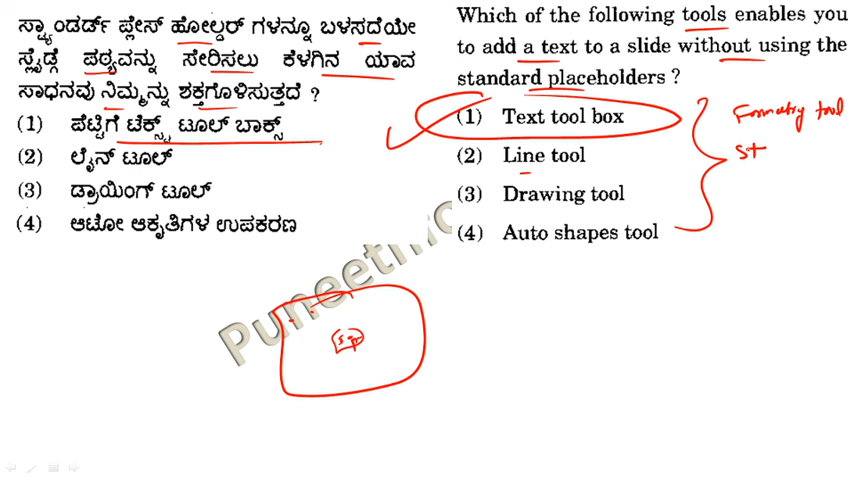 ಸ್ಟ್ಯಾಂಡರ್ಡ್ ಪ್ಲೇಸ್ ಹೋಲ್ಡರ್ ಗಳನ್ನೂ ಬಳಸದೆಯೇ
ಸ್ಲೈಡ್ಗೆ ಪಠ್ಯವನ್ನು ಸೇರಿಸಲು ಕೆಳಗಿನ ಯಾವ
ಸಾಧನವು ನಿಮ್ಮನ್ನು ಶಕ್ತಗೊಳಿಸುತ್ತದೆ ?
(1) ಪೆಟ್ಟಿಗೆ ಟೆಕ್ಸ್ಟ್ ಟೂಲ್ ಬಾಕ್ಸ್
(2) ಲೈನ್ ಟೂಲ್
(3) ಡ್ರಾಯಿಂಗ್ ಟೂಲ್
(4) ಆಟೋ ಆಕೃತಿಗಳ ಉಪಕರಣ
Which of the following tools enables you
to add a text to a slide without using the
standard placeholders ?
(1) Text tool box
(2) Line tool
(3) Drawing tool
(4) Auto shapes tool
tool
st